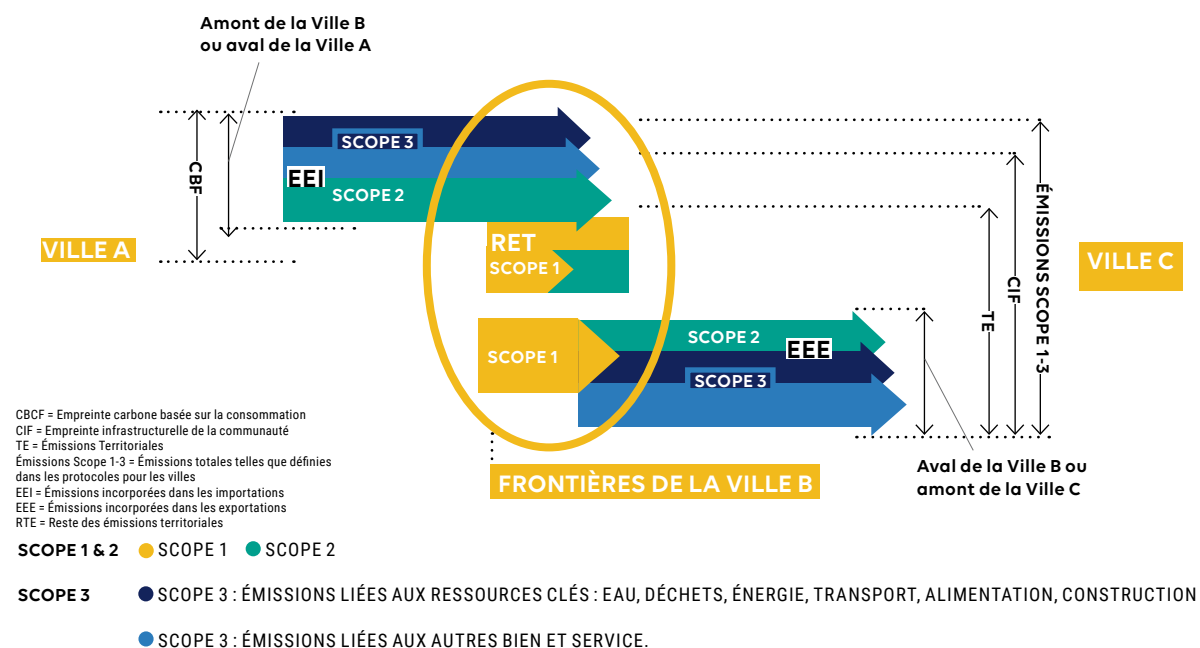 Amont de la Ville B
ou aval de la Ville A
CBF
SCOPE 3
EEI
SCOPE 2
VILLE A
RET
SCOPE 1
SCOPE 1
SCOPE 2
EEE
SCOPE 3
TE
CIF
ÉMISSIONS SCOPE 1-3
VILLE C
FRONTIÈRES DE LA VILLE B
Aval de la Ville B ou
amont de la Ville C
CBCF = Empreinte carbone basée sur la consommation
CIF = Empreinte infrastructurelle de la communauté
TE = Émissions Territoriales
Émissions Scope 1-3 = Émissions totales telles que définies
dans les protocoles pour les villes
EEI = Émissions incorporées dans les importations
EEE = Émissions incorporées dans les exportations
RTE = Reste des émissions territoriales
SCOPE 1 & 2 SCOPE 1 SCOPE 2
SCOPE 3 SCOPE 3 : ÉMISSIONS LIÉES AUX RESSOURCES CLÉS : EAU, DÉCHETS, ÉNERGIE, TRANSPORT, ALIMENTATION, CONSTRUCTION
SCOPE 3 : ÉMISSIONS LIÉES AUX AUTRES BIEN ET SERVICE.